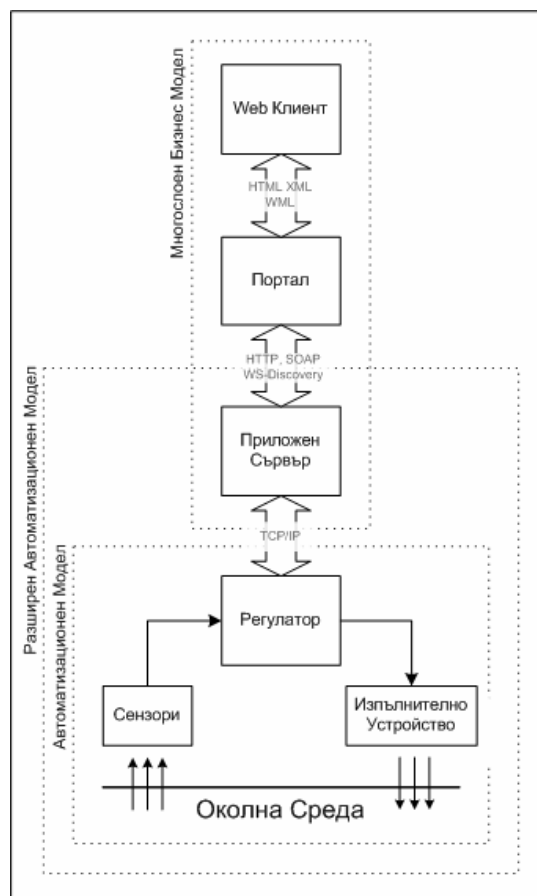 Многослоен Бизнес Модел
Web Клиент
HTML XML
WML
Портал
HTTP, SOAP
WS-Discovery
Разширен Автоматизационен Модел
Приложен
Сървър
TCP/IP
Автоматизационен Модел
Регулатор
Сензори
Изпълнително
Устройство
Околна Среда